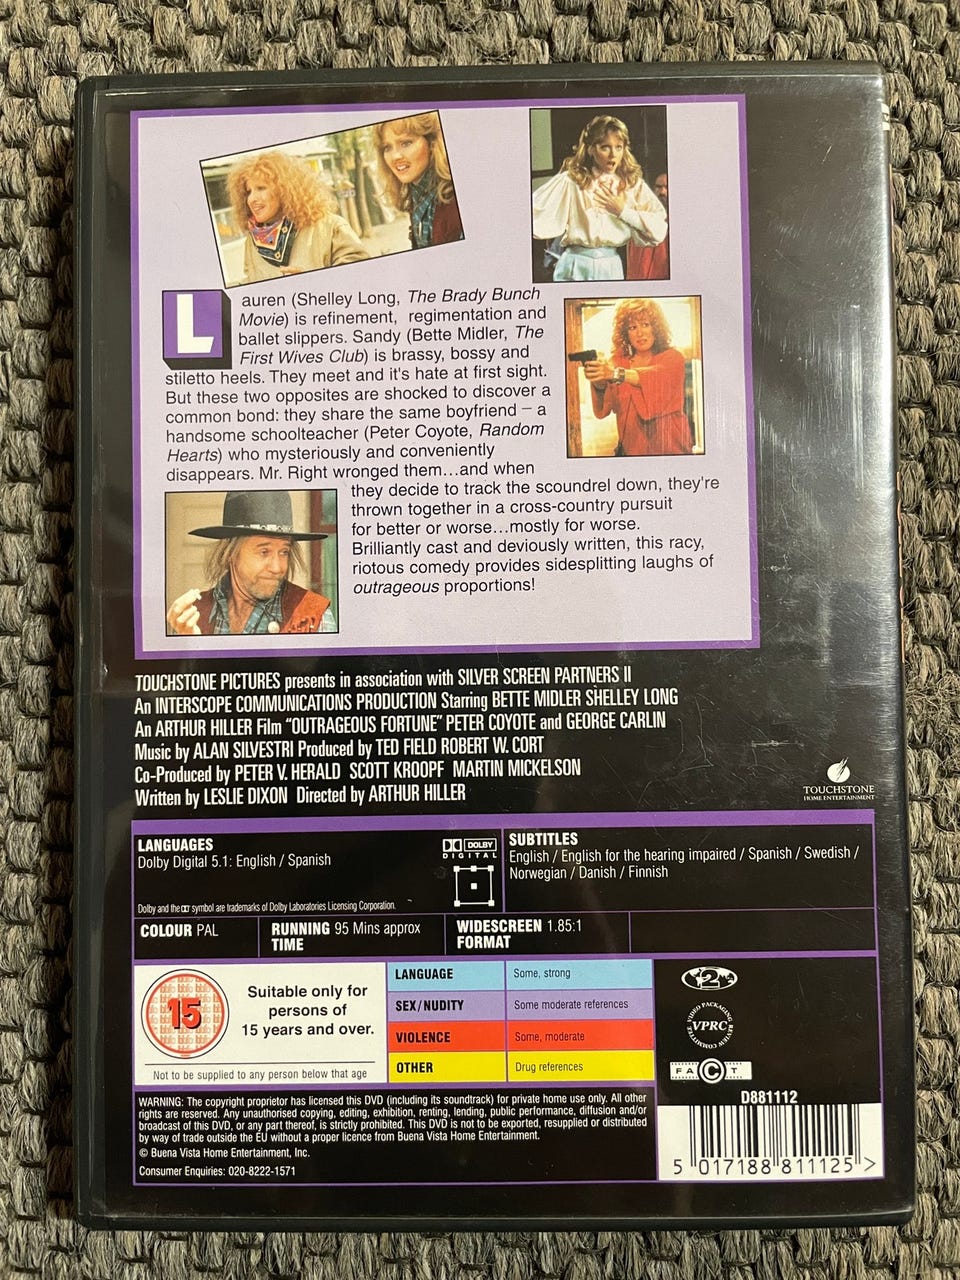 Lauren (Shelley Long, The Brady Bunch
Movie) is refinement, regimentation and
ballet slippers. Sandy (Bette Midler, The
First Wives Club) is brassy, bossy and
stiletto heels. They meet and it's hate at first sight.
But these two opposites are shocked to discover a
common bond: they share the same boyfriend – a
handsome schoolteacher (Peter Coyote, Random
Hearts) who mysteriously and conveniently
disappears. Mr. Right wronged them...and when
they decide to track the scoundrel down, they're
thrown together in a cross-country pursuit
for better or worse...mostly for worse.
Brilliantly cast and deviously written, this racy,
riotous comedy provides sidesplitting laughs of
outrageous proportions!
TOUCHSTONE PICTURES presents in association with SILVER SCREEN PARTNERS II
An INTERSCOPE COMMUNICATIONS PRODUCTION Starring BETTE MIDLER SHELLEY LONG
An ARTHUR HILLER Film "OUTRAGEOUS FORTUNE" PETER COYOTE and GEORGE CARLIN
Music by ALAN SILVESTRI Produced by TED FIELD ROBERT W. CORT
Co-Produced by PETER V. HERALD SCOTT KROOPF MARTIN MICKELSON
Written by LESLIE DIXON Directed by ARTHUR HILLER
TOUCHSTONE
HOME ENTERTAINMENT
LANGUAGES
Dolby Digital 5.1: English / Spanish
DOLBY
DIGITAL
Dolby and the symbol are trademarks of Dolby Laboratories Licensing Corporation.
SUBTITLES
English / English for the hearing impaired / Spanish / Swedish /
Norwegian / Danish / Finnish
COLOUR PAL
RUNNING 95 Mins approx
TIME
WIDESCREEN 1.85:1
FORMAT
15
Suitable only for
persons of
15 years and over.
Not to be supplied to any person below that age
LANGUAGE Some, strong
SEX/NUDITY Some moderate references
VIOLENCE Some, moderate
OTHER Drug references
2
VIDEO PACKAGING REVIEW COMMITTEE
VPRC
FACT
WARNING: The copyright proprietor has licensed this DVD (including its soundtrack) for private home use only. All other
rights are reserved. Any unauthorised copying, editing, exhibition, renting, lending, public performance, diffusion and/or
broadcast of this DVD, or any part thereof, is strictly prohibited. This DVD is not to be exported, resupplied or distributed
by way of trade outside the EU without a proper licence from Buena Vista Home Entertainment.
© Buena Vista Home Entertainment, Inc.
Consumer Enquiries: 020-8222-1571
D881112
5 017188 811125 >